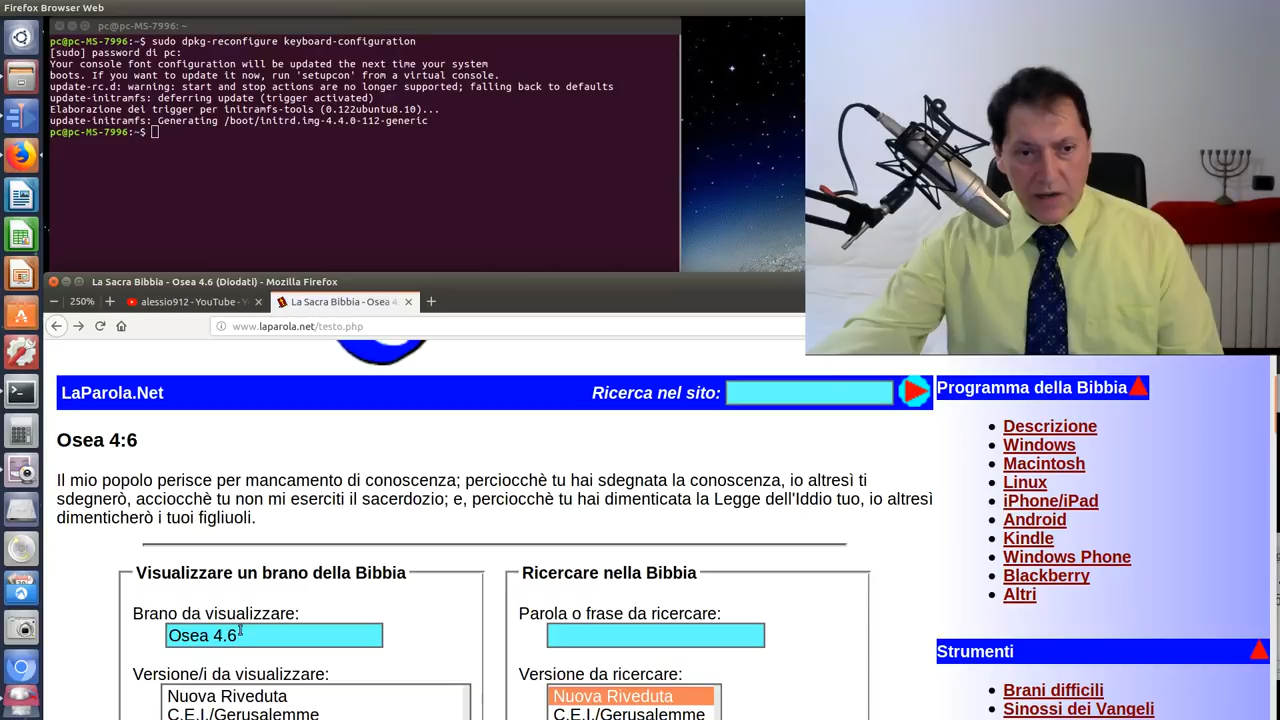 Firefox Browser Web
pc@pc-MS-7996: ~
pc@pc-MS-7996:~$ sudo dpkg-reconfigure keyboard-configuration
[sudo] password di pc:
Your console font configuration will be updated the next time your system
boots. If you want to update it now, run 'setupcon' from a virtual console.
update-rc.d: warning: start and stop actions are no longer supported; falling back to defaults
update-initramfs: deferring update (trigger activated)
Elaborazione dei trigger per initramfs-tools (0.122ubuntu8.10)...
update-initramfs: Generating /boot/initrd.img-4.4.0-112-generic
pc@pc-MS-7996:~$
La Sacra Bibbia - Osea 4.6 (Diodati) - Mozilla Firefox
250%
alessio912 - YouTube - Y
La Sacra Bibbia - Osea 4.
www.laparola.net/testo.php
LaParola.Net
Ricerca nel sito:
Osea 4:6
Il mio popolo perisce per mancamento di conoscenza; perciocchè tu hai sdegnata la conoscenza, io altresì ti
sdegnerò, acciocchè tu non mi eserciti il sacerdozio; e, perciocchè tu hai dimenticata la Legge dell'Iddio tuo, io altresì
dimenticherò i tuoi figliuoli.
Visualizzare un brano della Bibbia
Brano da visualizzare:
Osea 4.6
Versione/i da visualizzare:
Nuova Riveduta
C.E.I./Gerusalemme
Ricercare nella Bibbia
Parola o frase da ricercare:
Versione da ricercare:
Nuova Riveduta
C.E.I./Gerusalemme
Programma della Bibbia
Descrizione
Windows
Macintosh
Linux
iPhone/iPad
Android
Kindle
Windows Phone
Blackberry
Altri
Strumenti
Brani difficili
Sinossi dei Vangeli